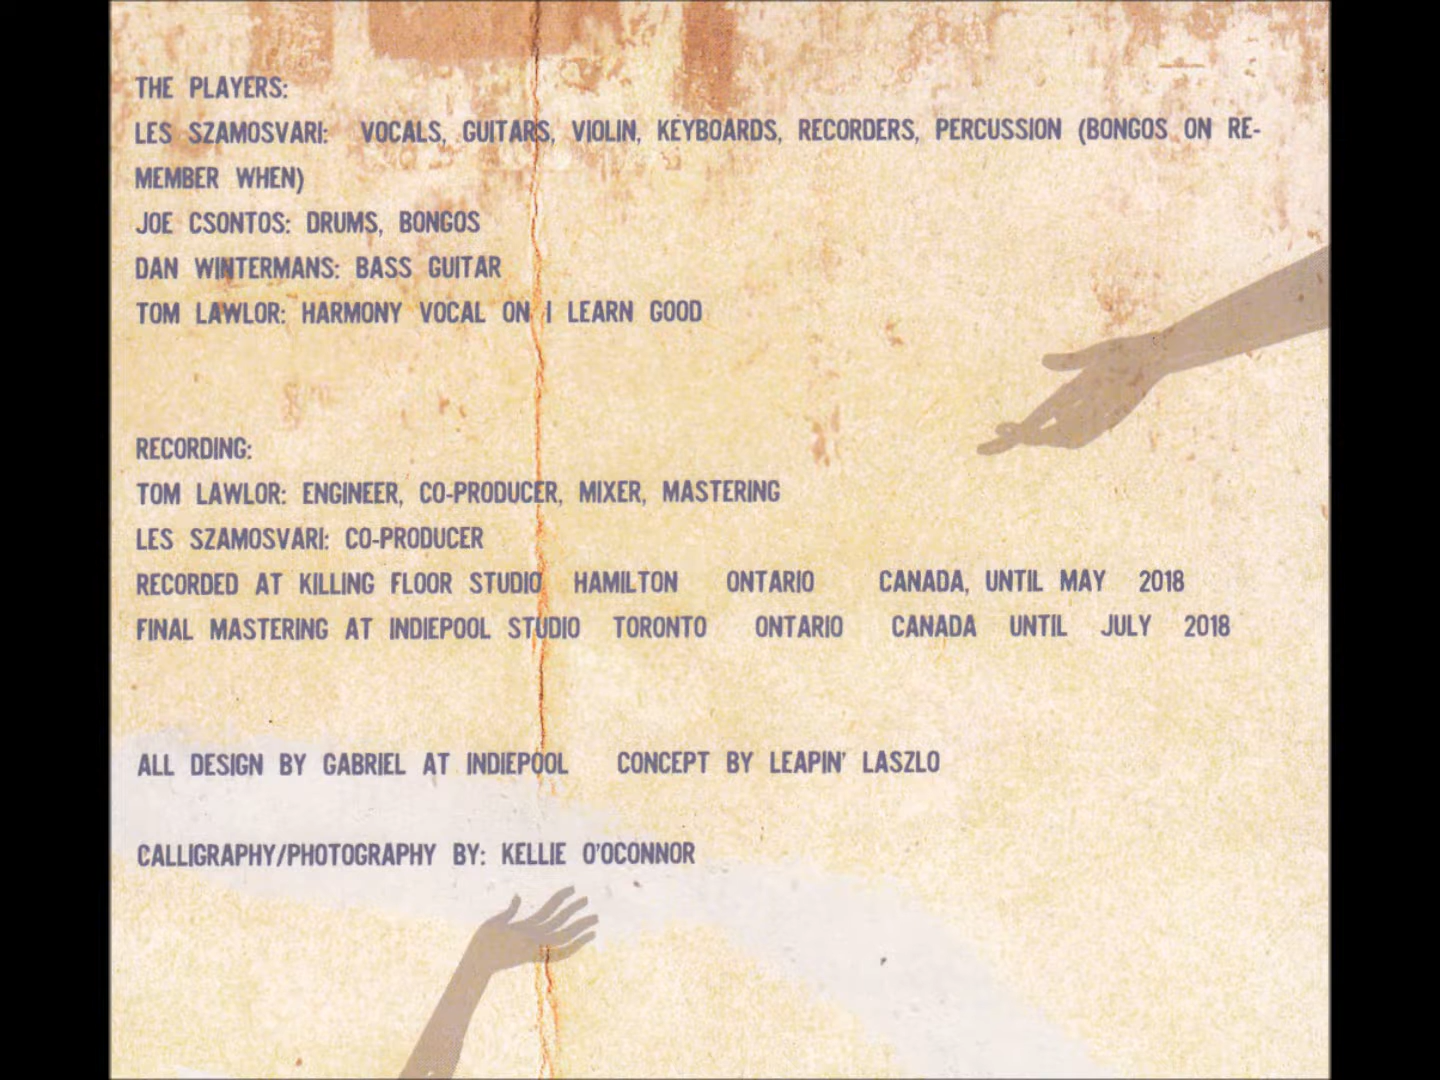 THE PLAYERS:
LES SZAMOSVARI: VOCALS, GUITARS, VIOLIN, KEYBOARDS, RECORDERS, PERCUSSION (BONGOS ON RE-
MEMBER WHEN)
JOE CSONTOS: DRUMS, BONGOS
DAN WINTERMANS: BASS GUITAR
TOM LAWLOR: HARMONY VOCAL ON I LEARN GOOD
RECORDING:
TOM LAWLOR: ENGINEER, CO-PRODUCER, MIXER, MASTERING
LES SZAMOSVARI: CO-PRODUCER
RECORDED AT KILLING FLOOR STUDIO HAMILTON ONTARIO CANADA, UNTIL MAY 2018
FINAL MASTERING AT INDIEPOOL STUDIO TORONTO ONTARIO CANADA UNTIL JULY 2018
ALL DESIGN BY GABRIEL AT INDIEPOOL CONCEPT BY LEAPIN' LASZLO
CALLIGRAPHY/PHOTOGRAPHY BY: KELLIE O'OCONNOR